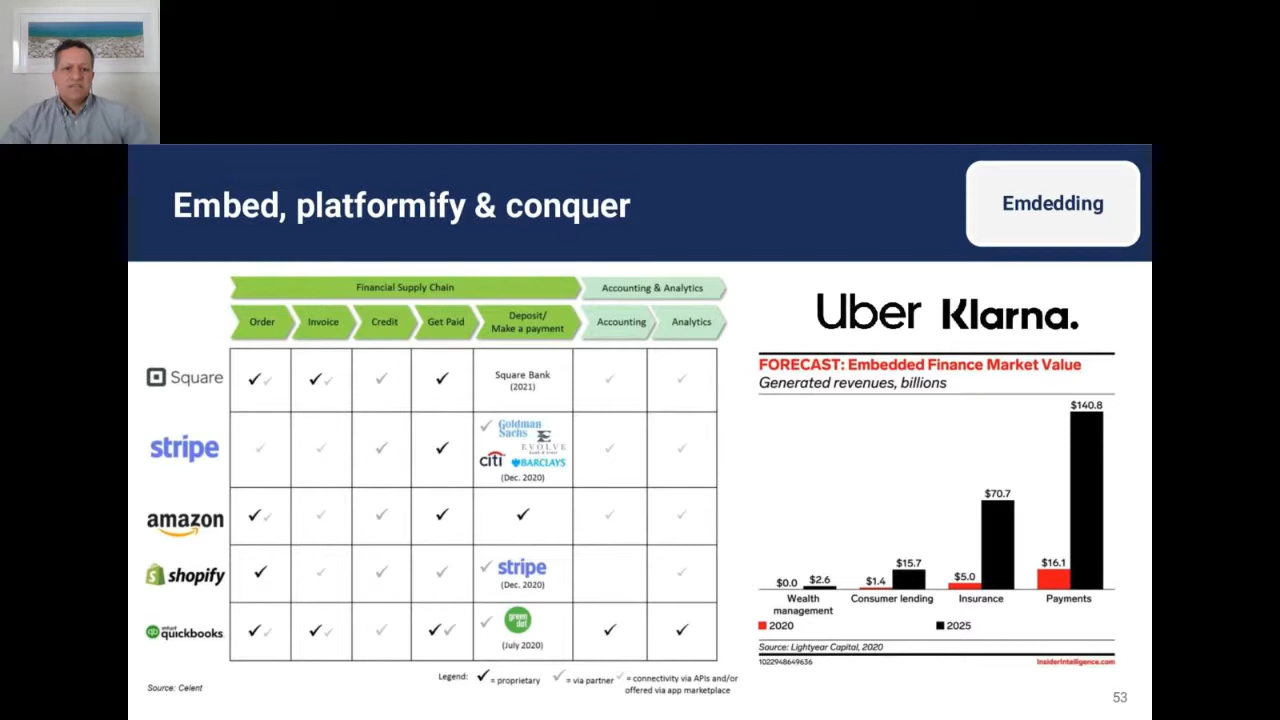 Embed, platformify & conquer
Emdedding
Financial Supply Chain
Accounting & Analytics
Order
Invoice
Credit
Get Paid
Deposit/
Make a payment
Accounting
Analytics
Square
Square Bank
(2021)
stripe
Goldman
Sachs
EVOLVE
citi
BARCLAYS
(Dec. 2020)
amazon
shopify
stripe
(Dec. 2020)
intuit
quickbooks
green
dot
(July 2020)
Legend: ✓ = proprietary ✓ = via partner ✓ = connectivity via APIs and/or
offered via app marketplace
Source: Celent
Uber Klarna.
FORECAST: Embedded Finance Market Value
Generated revenues, billions
$0.0 $2.6
$1.4 $15.7
$5.0 $70.7
$16.1 $140.8
Wealth
management
Consumer lending
Insurance
Payments
2020 2025
Source: Lightyear Capital, 2020
1022948649636 InsiderIntelligence.com
53